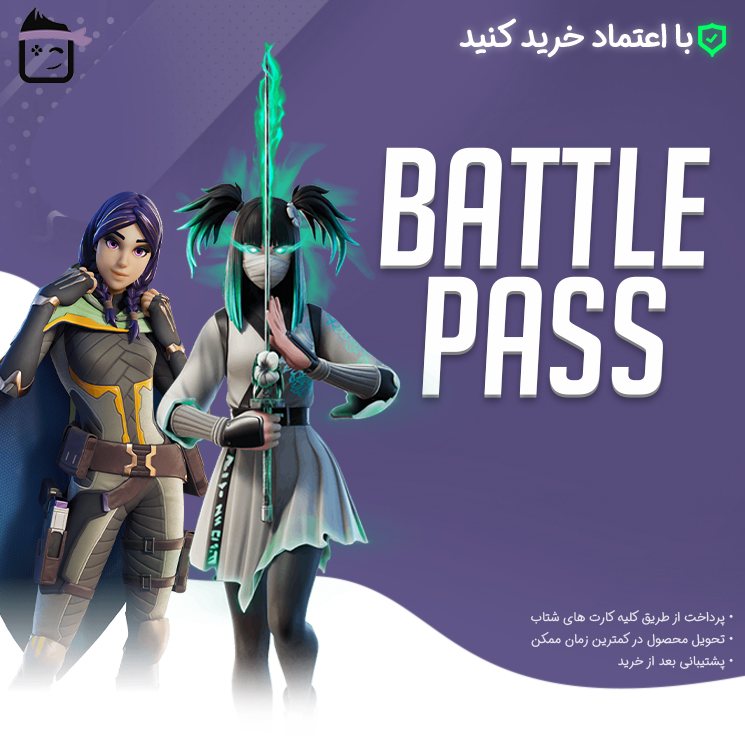 با اعتماد خرید کنید
BATTLE
PASS
• پرداخت از طریق کلیه کارت های شتاب
• تحویل محصول در کمترین زمان ممکن
• پشتیبانی بعد از خرید